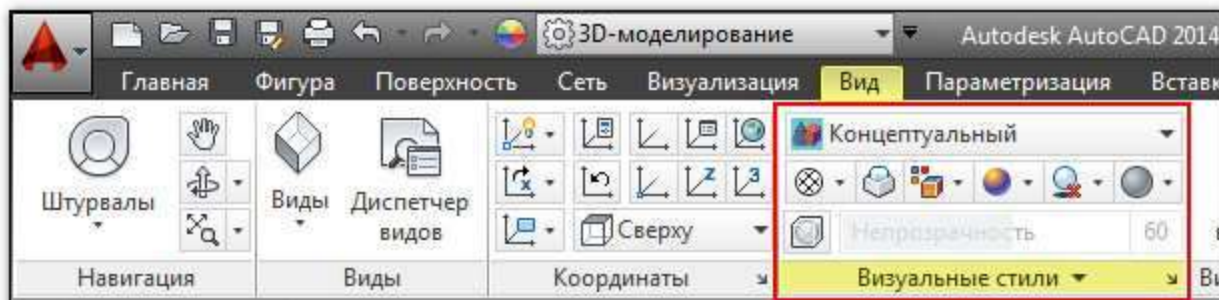 3D-моделирование
Autodesk AutoCAD 2014
Главная Фигура Поверхность Сеть Визуализация Вид Параметризация
Концептуальный
Штурвалы Виды Диспетчер видов
Сверху
Непрозрачность 60
Навигация Виды Координаты Визуальные стили